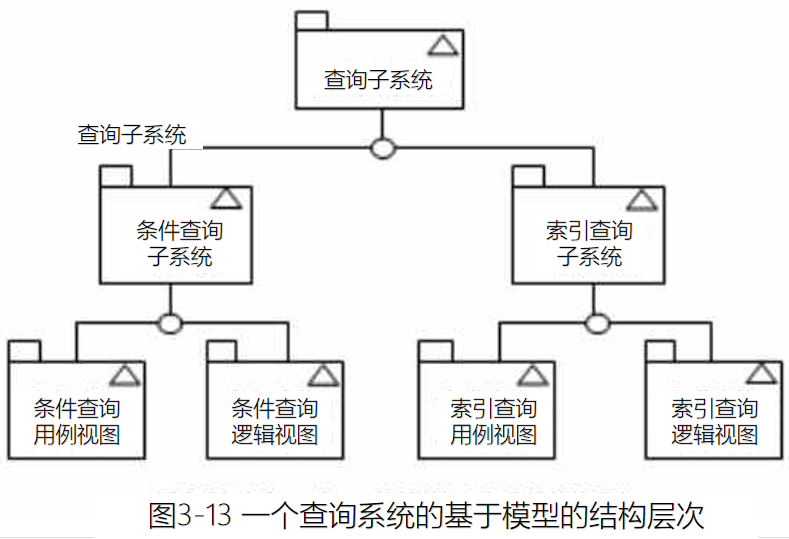 查询子系统
查询子系统
条件查询
子系统
索引查询
子系统
条件查询
用例视图
条件查询
逻辑视图
索引查询
用例视图
索引查询
逻辑视图
图3-13 一个查询系统的基于模型的结构层次